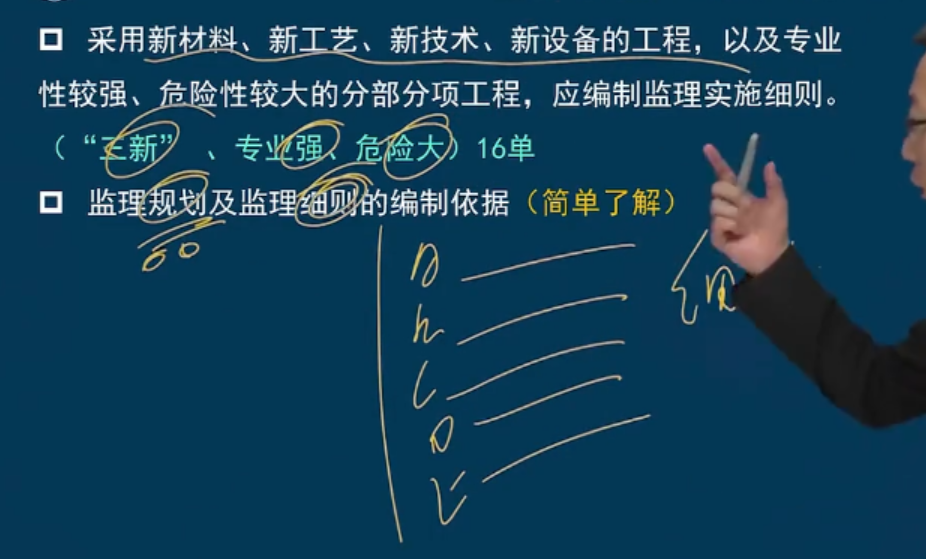 采用新材料、新工艺、新技术、新设备的工程，以及专业
性较强、危险性较大的分部分项工程，应编制监理实施细则。
（“三新”、专业强、危险大）16单
监理规划及监理细则的编制依据（简单了解）